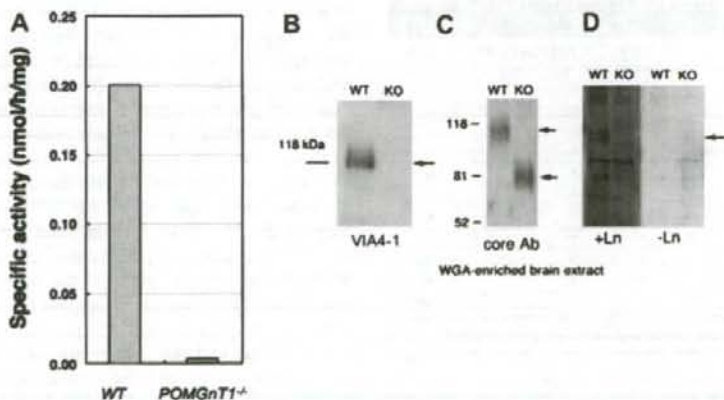 A
B
C
D
0.25
0.20
0.15
0.10
0.05
0.00
Specific activity (nmol/h/mg)
WT
POMGnT1-/-
WT KO
118 kDa
VIA4-1
WT KO
118
81
52
core Ab
WT KO WT KO
+Ln -Ln
WGA-enriched brain extract